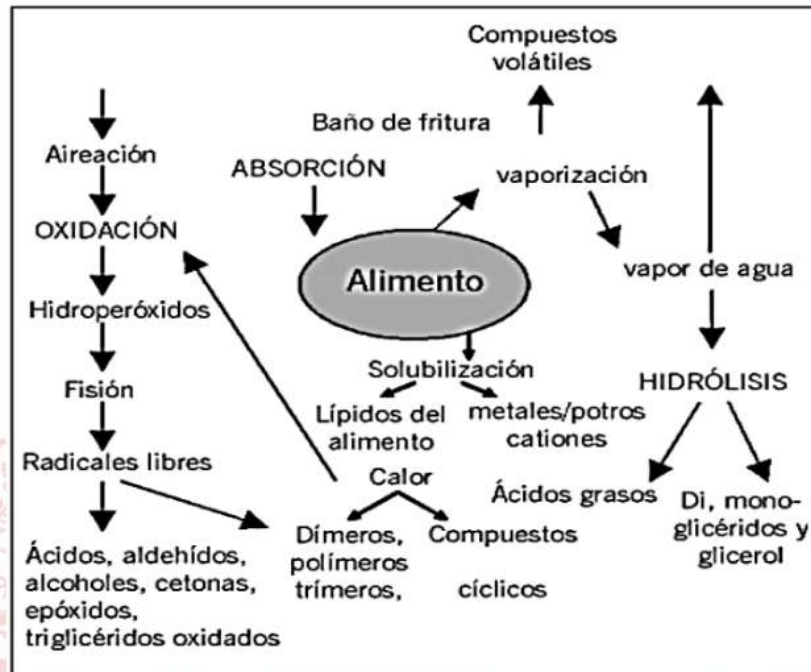 Compuestos
volátiles
Baño de fritura
Aireación
ABSORCIÓN
vaporización
OXIDACIÓN
Alimento
vapor de agua
Hidroperóxidos
Solubilización
Fisión
HIDRÓLISIS
Lípidos del
alimento
metales/potros
cationes
Radicales libres
Calor
Ácidos grasos
Di, mono-
glicéridos y
glicerol
Dímeros,
polímeros
trímeros,
Compuestos
cíclicos
Ácidos, aldehídos,
alcoholes, cetonas,
epóxidos,
triglicéridos oxidados